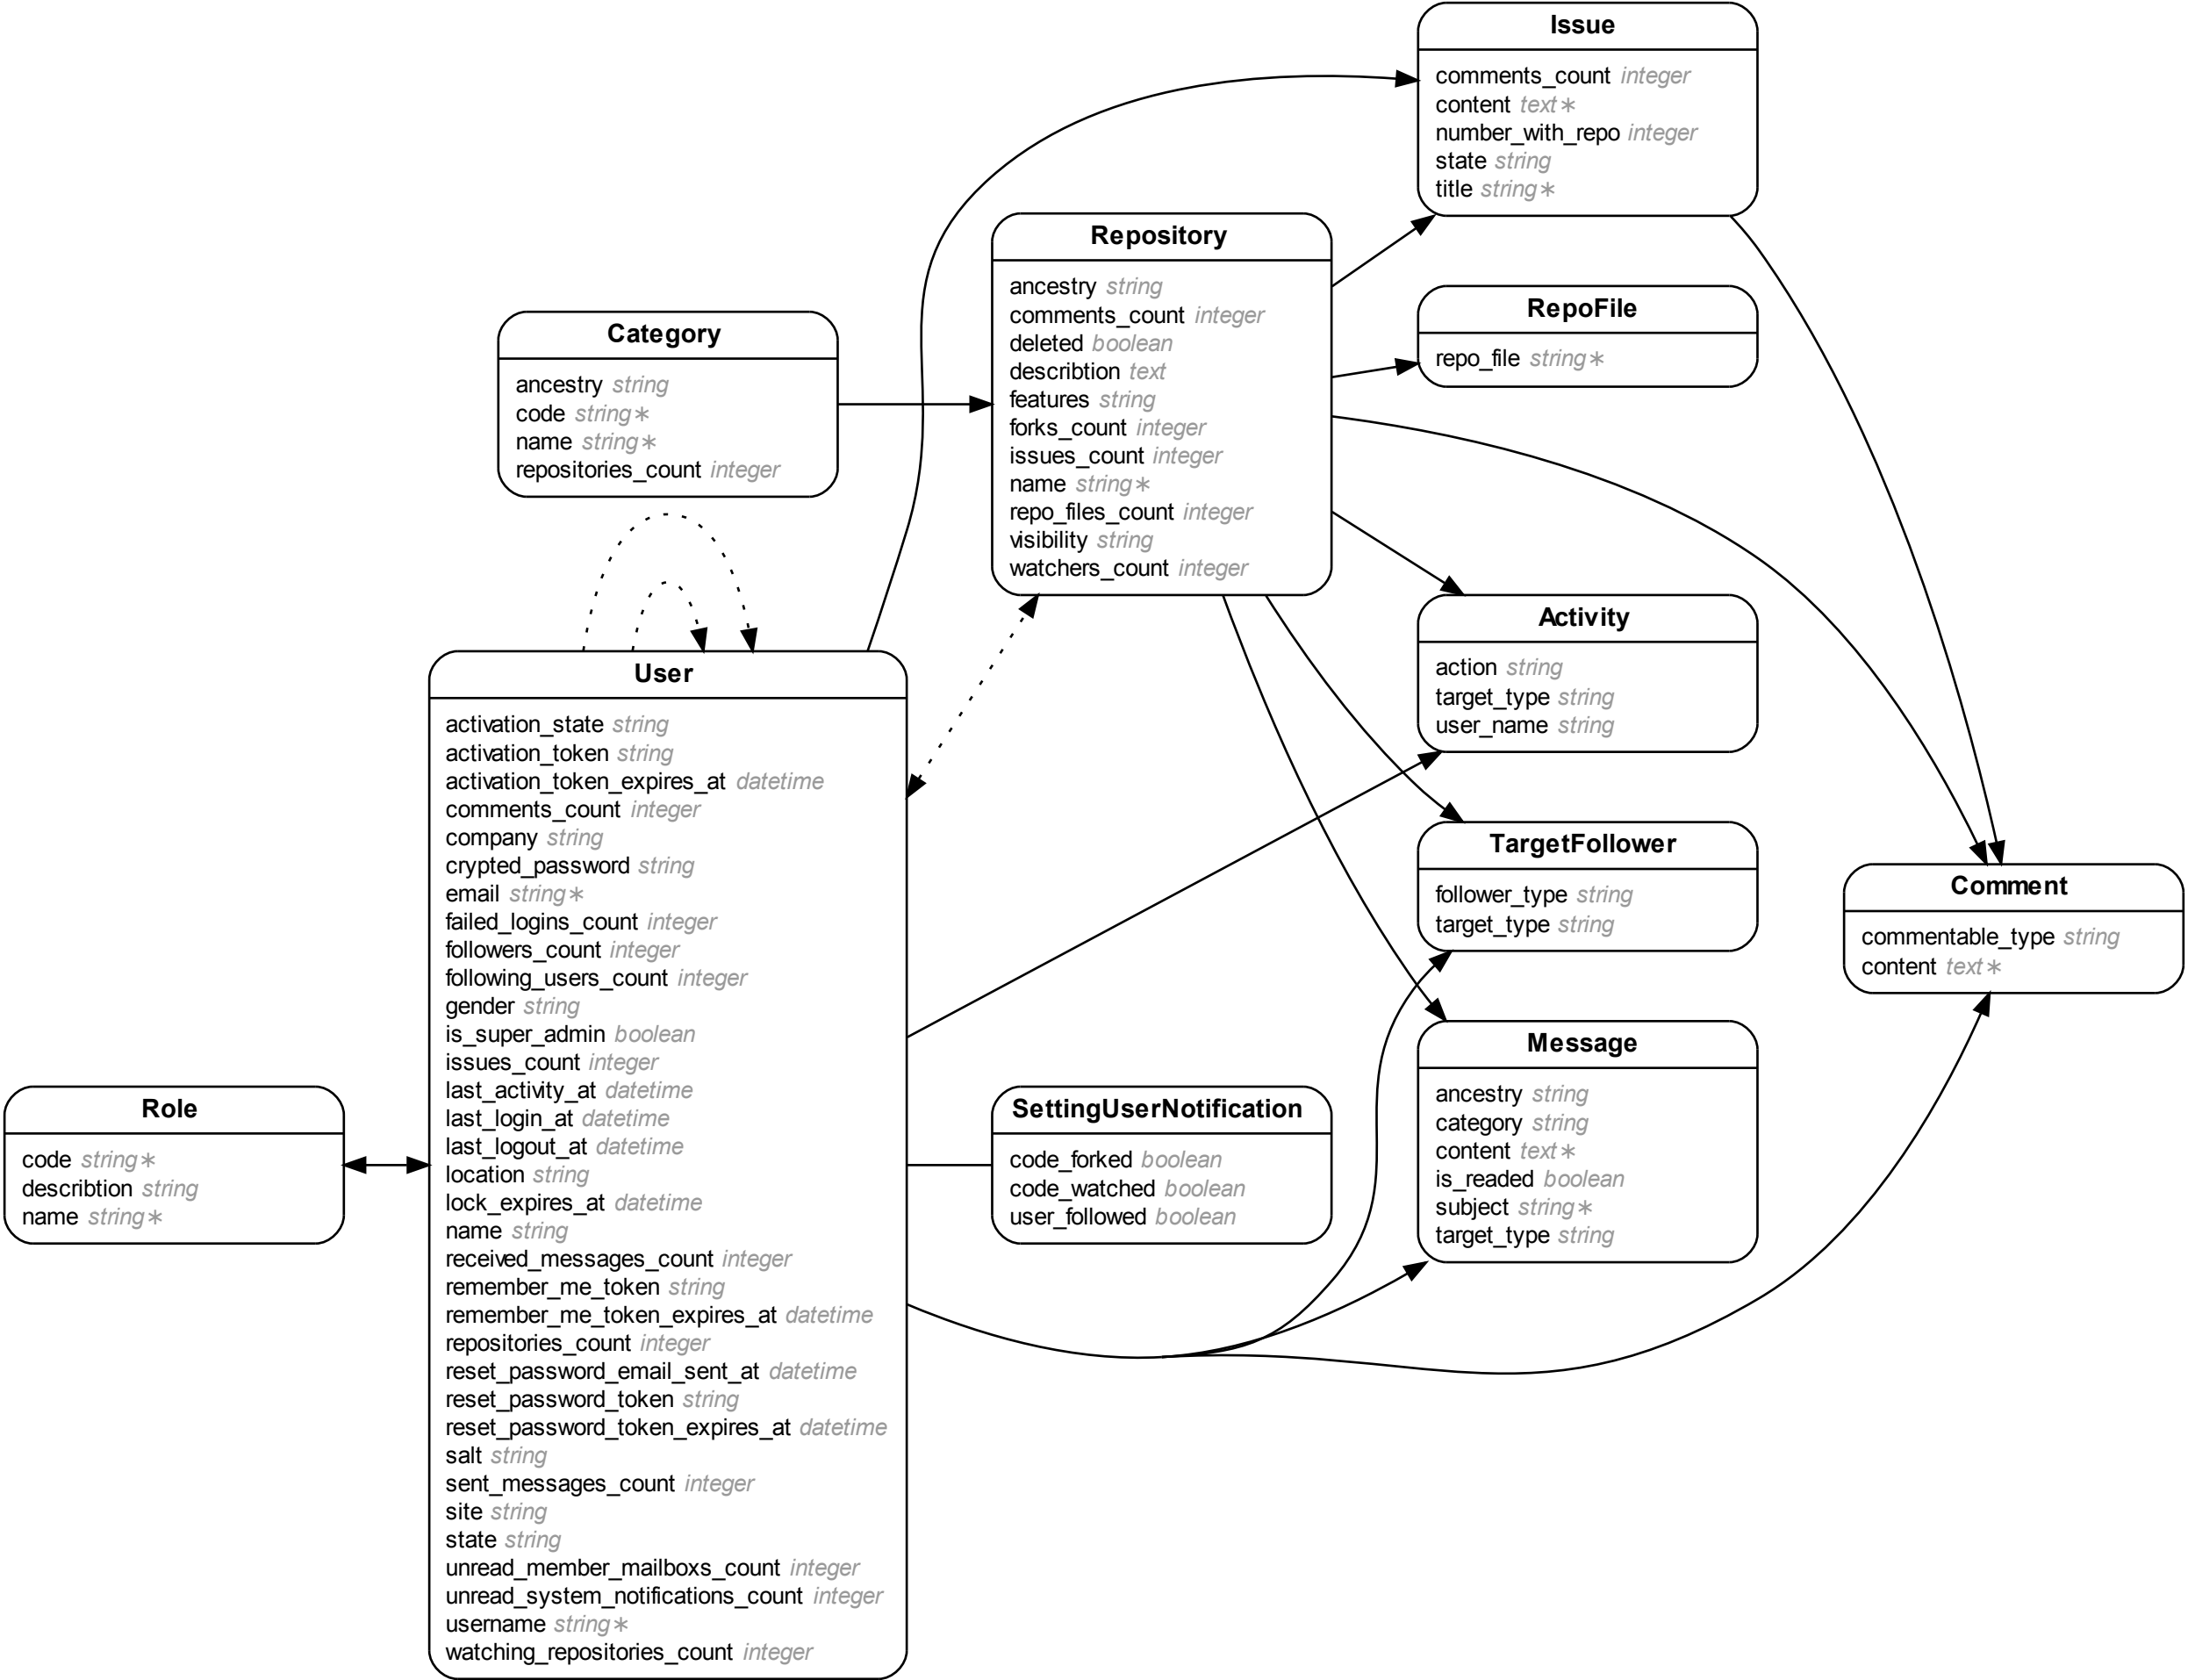 Issue
comments_count integer
content text∗
number_with_repo integer
state string
title string∗
Repository
ancestry string
comments_count integer
deleted boolean
describtion text
features string
forks_count integer
issues_count integer
name string∗
repo_files_count integer
visibility string
watchers_count integer
RepoFile
repo_file string∗
Category
ancestry string
code string∗
name string∗
repositories_count integer
Activity
action string
target_type string
user_name string
User
activation_state string
activation_token string
activation_token_expires_at datetime
comments_count integer
company string
crypted_password string
email string∗
failed_logins_count integer
followers_count integer
following_users_count integer
gender string
is_super_admin boolean
issues_count integer
last_activity_at datetime
last_login_at datetime
last_logout_at datetime
location string
lock_expires_at datetime
name string
received_messages_count integer
remember_me_token string
remember_me_token_expires_at datetime
repositories_count integer
reset_password_email_sent_at datetime
reset_password_token string
reset_password_token_expires_at datetime
salt string
sent_messages_count integer
site string
state string
unread_member_mailboxs_count integer
unread_system_notifications_count integer
username string∗
watching_repositories_count integer
TargetFollower
follower_type string
target_type string
Comment
commentable_type string
content text∗
Message
ancestry string
category string
content text∗
is_readed boolean
subject string∗
target_type string
Role
code string∗
describtion string
name string∗
SettingUserNotification
code_forked boolean
code_watched boolean
user_followed boolean